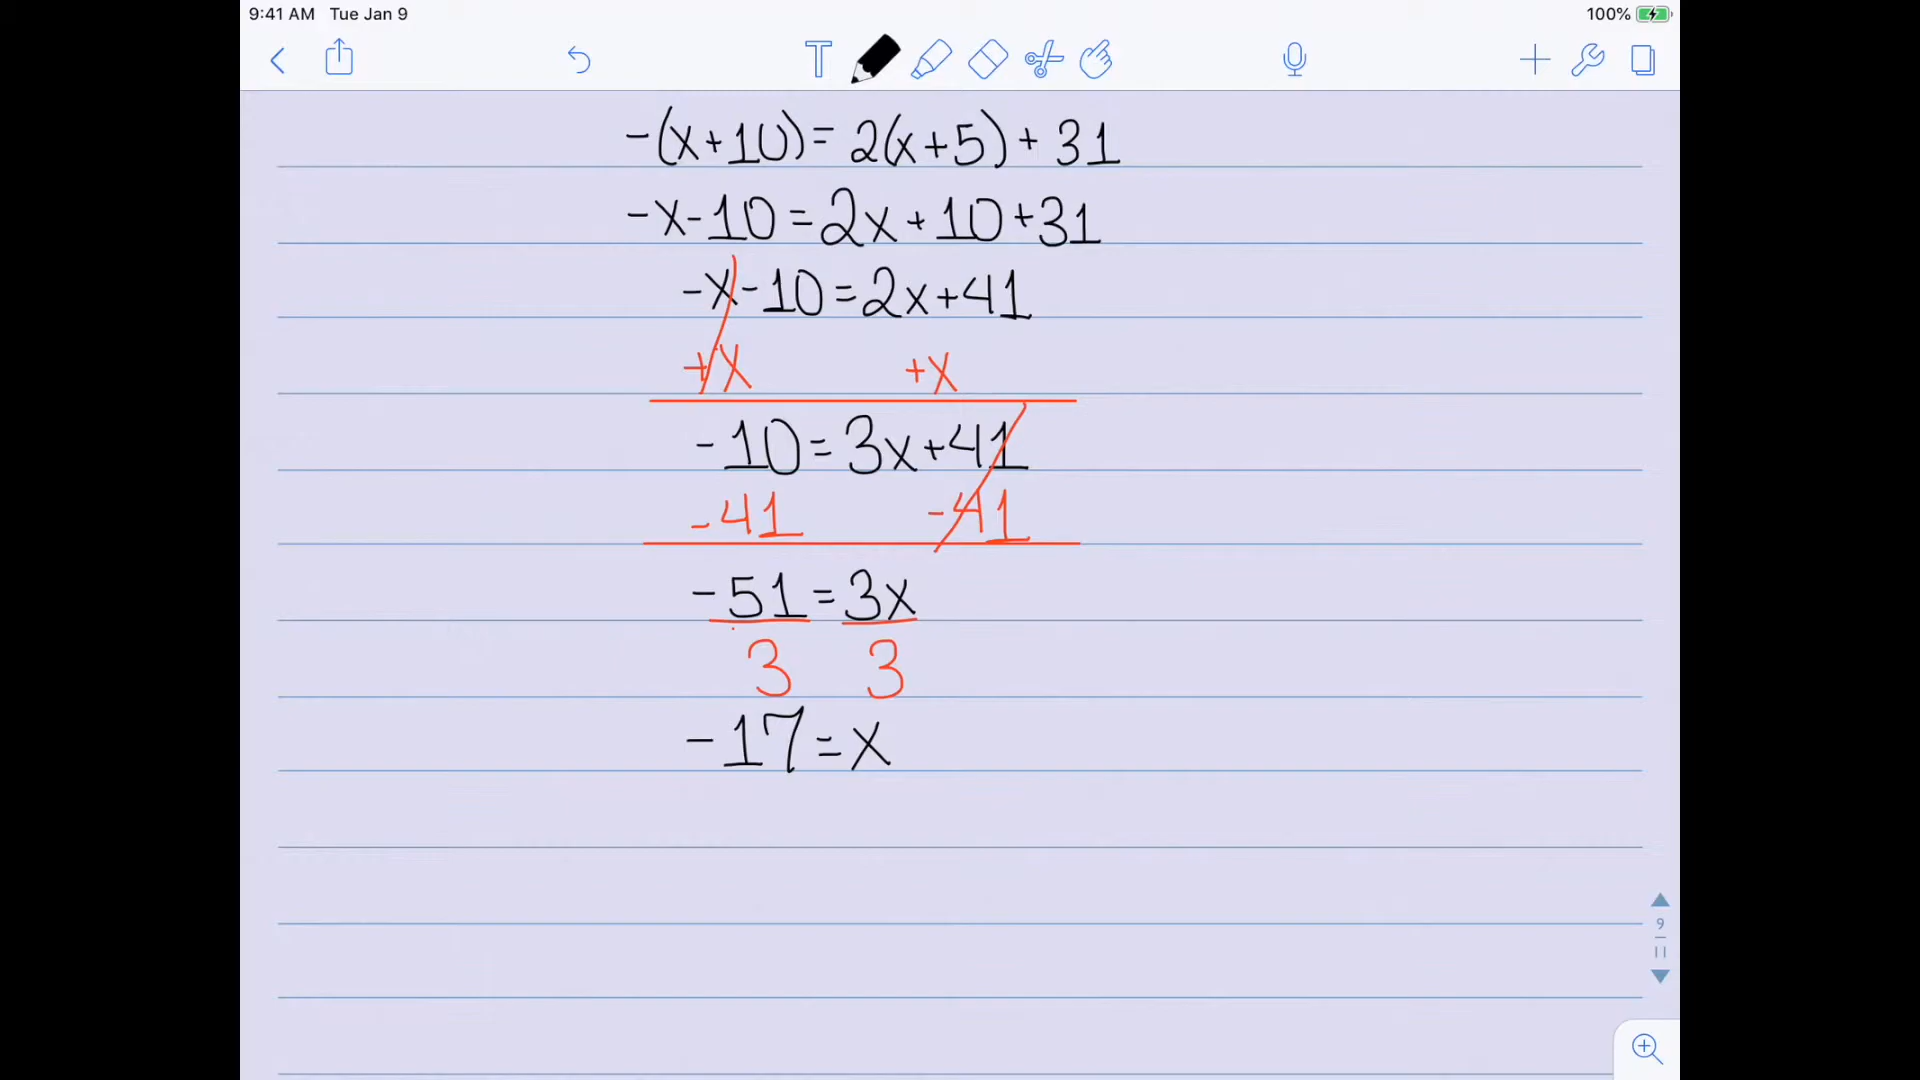 9:41 AM Tue Jan 9 100%
T
-(x+10)= 2(x+5)+31
-x-10=2x+10+31
-x-10=2x+41
+x +x
-10=3x+41
-41 -41
-51=3x
3 3
-17=x
9
11